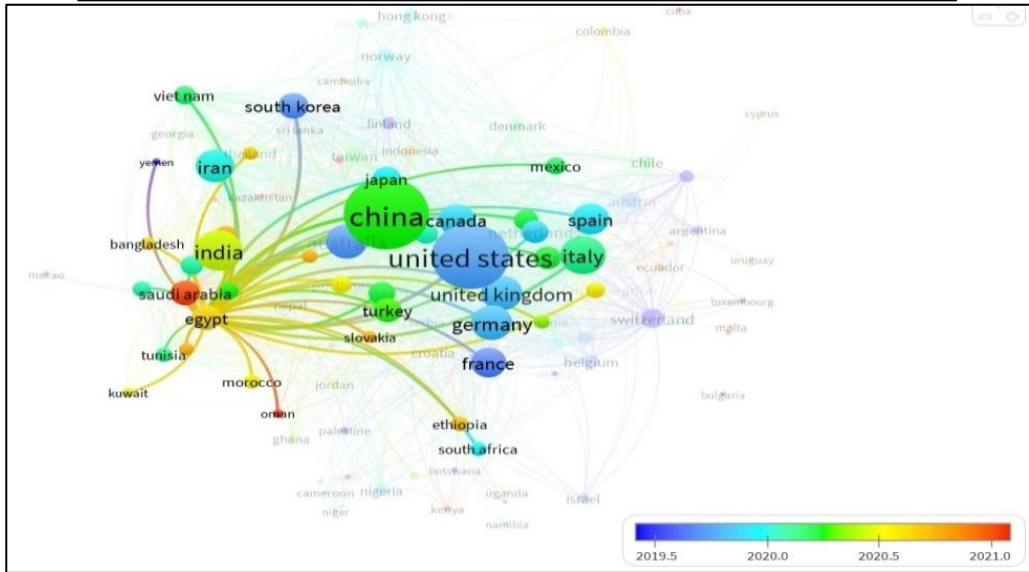 cuba
hong kong
colombia
norway
cambodia
viet nam
south korea
cyprus
georgia
sri lanka
finland
denmark
thailand
taiwan
indonesia
yemen
iran
mexico
chile
japan
kazakhstan
austria
china
canada
spain
netherlands
bangladesh
india
australia
argentina
united states
italy
macao
ecuador
uruguay
saudi arabia
united kingdom
nepal
luxembourg
egypt
turkey
germany
switzerland
malta
slovakia
tunisia
croatia
france
belgium
kuwait
morocco
jordan
bulgaria
oman
ethiopia
ghana
palestine
south africa
botswana
cameroon
nigeria
uganda
israel
niger
kenya
namibia
2019.5 2020.0 2020.5 2021.0